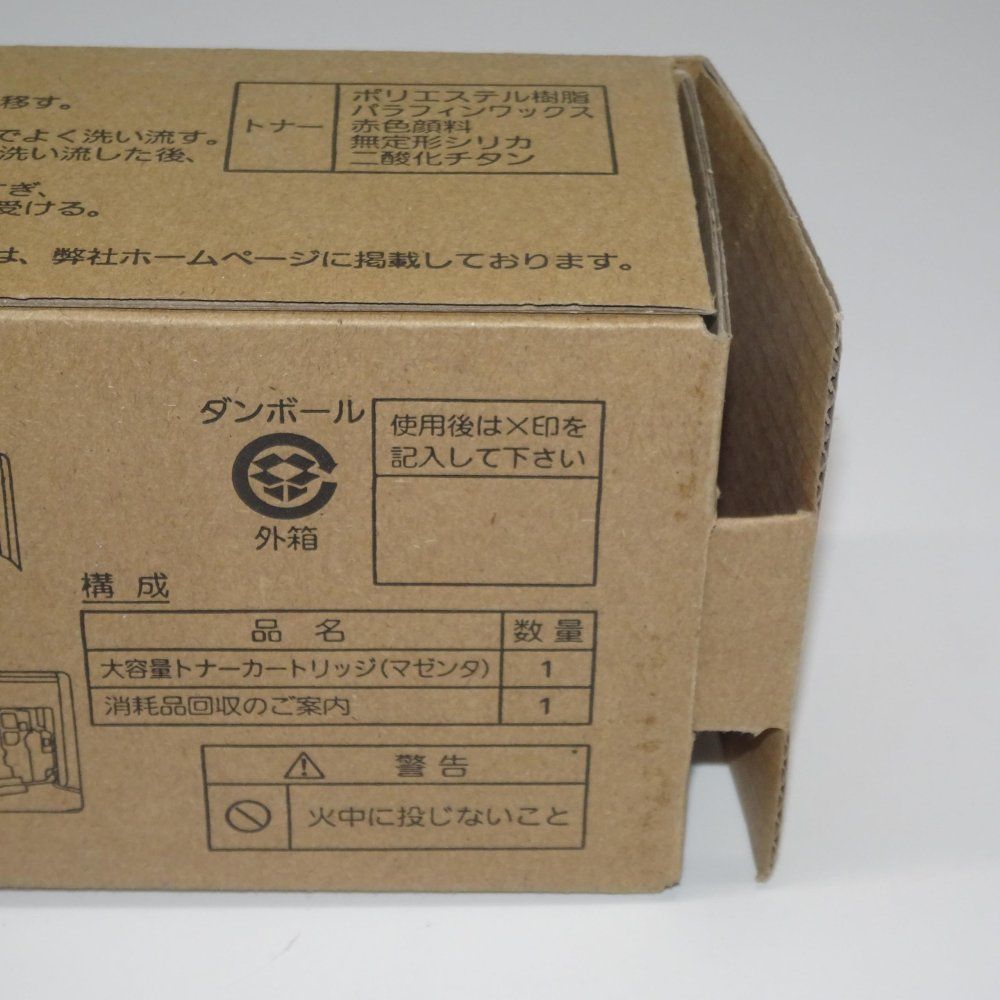 移す。
でよく洗い流す。
洗い流した後、
すぎ、
受ける。
は、弊社ホームページに掲載しております。
トナー
ポリエステル樹脂
パラフィンワックス
赤色顔料
無定形シリカ
二酸化チタン
ダンボール
外箱
使用後は×印を
記入して下さい
構成
品名 数量
大容量トナーカートリッジ(マゼンタ) 1
消耗品回収のご案内 1
警告
火中に投じないこと